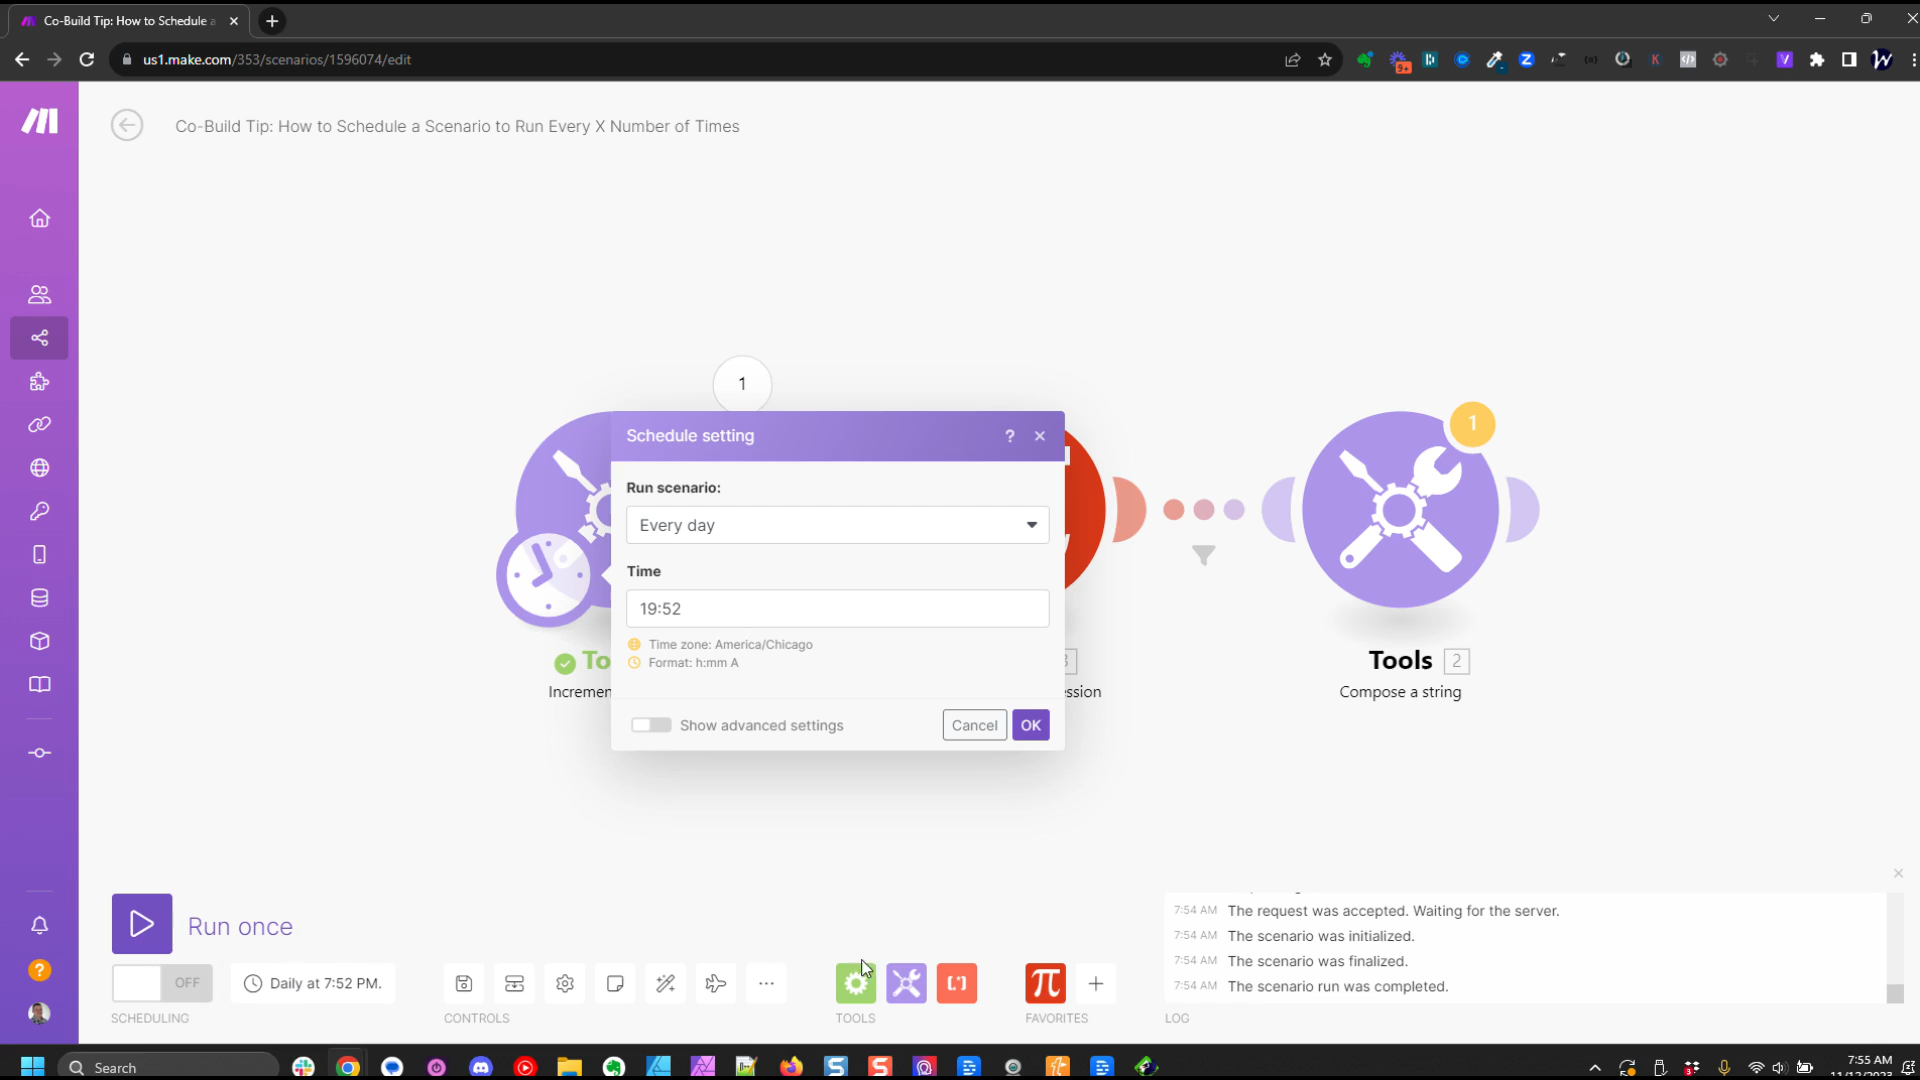 Co-Build Tip: How to Schedule a
us1.make.com/353/scenarios/1596074/edit
9+
Co-Build Tip: How to Schedule a Scenario to Run Every X Number of Times
1
1
Schedule setting
?
Run scenario:
Every day
Time
19:52
Time zone: America/Chicago
Format: h:mm A
Show advanced settings
Cancel
OK
To
Incremen
3
ssion
Tools 2
Compose a string
Run once
OFF
Daily at 7:52 PM.
SCHEDULING
CONTROLS
TOOLS
FAVORITES
LOG
7:54 AM The request was accepted. Waiting for the server.
7:54 AM The scenario was initialized.
7:54 AM The scenario was finalized.
7:54 AM The scenario run was completed.
Search
7:55 AM